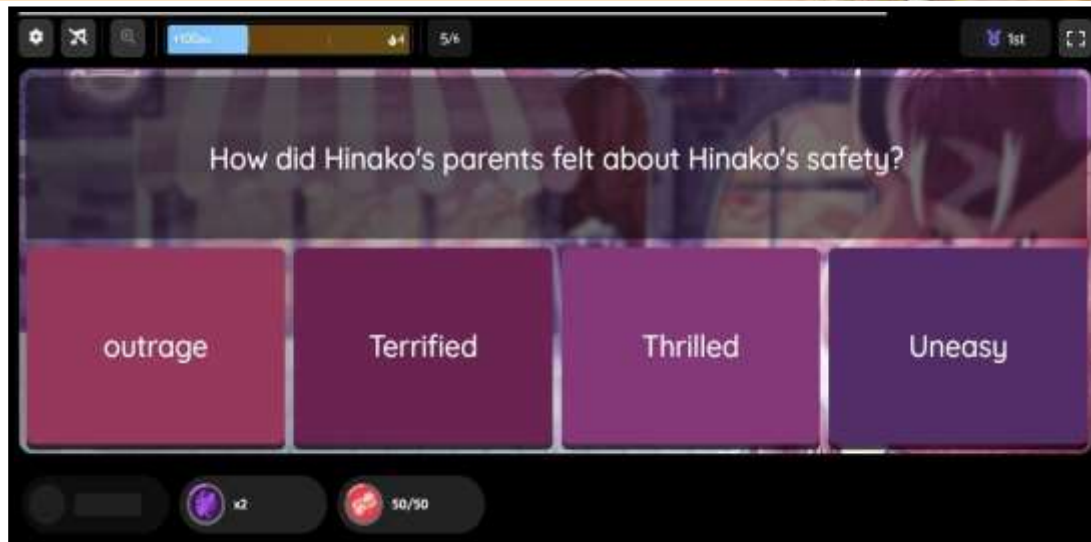 5/6
1st
How did Hinako's parents felt about Hinako's safety?
outrage
Terrified
Thrilled
Uneasy
x2
50/50